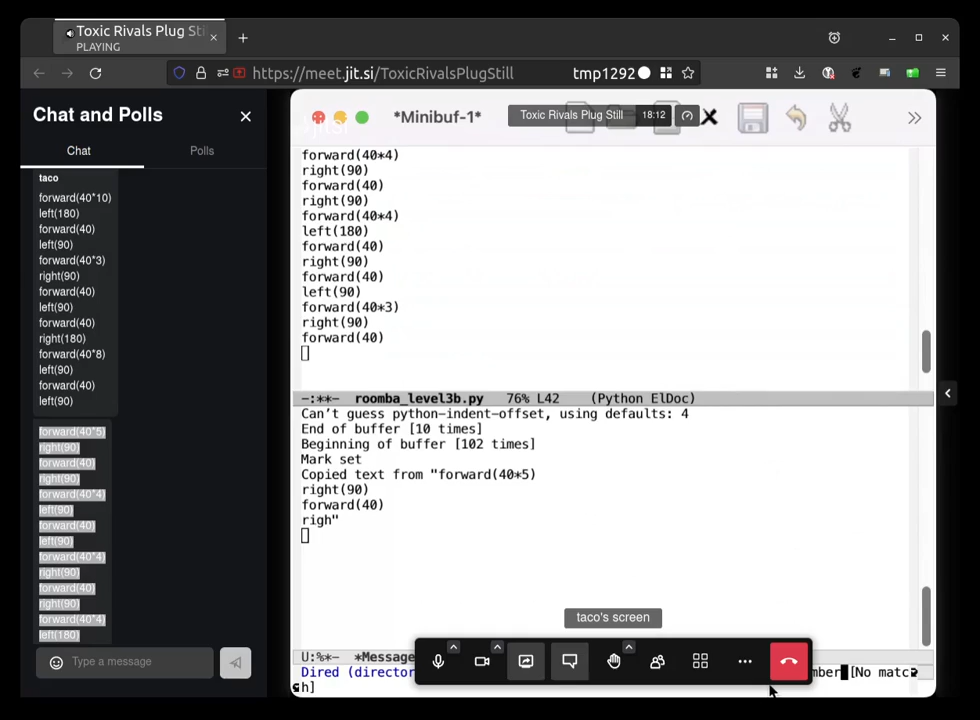 Toxic Rivals Plug Sti
PLAYING
https://meet.jit.si/ToxicRivalsPlugStill
tmp1292
Chat and Polls
Chat
Polls
taco
forward(40*10)
left(180)
forward(40)
left(90)
forward(40*3)
right(90)
forward(40)
left(90)
forward(40)
right(180)
forward(40*8)
left(90)
forward(40)
left(90)
forward(40*5)
right(90)
forward(40)
right(90)
forward(40*4)
left(90)
forward(40)
left(90)
forward(40*4)
right(90)
forward(40)
right(90)
forward(40*4)
left(180)
Type a message
*Minibuf-1*
Toxic Rivals Plug Still
18:12
forward(40*4)
right(90)
forward(40)
right(90)
forward(40*4)
left(180)
forward(40)
right(90)
forward(40)
left(90)
forward(40*3)
right(90)
forward(40)
-:**- roomba_level3b.py 76% L42 (Python ElDoc)
Can't guess python-indent-offset, using defaults: 4
End of buffer [10 times]
Beginning of buffer [102 times]
Mark set
Copied text from "forward(40*5)
right(90)
forward(40)
righ"
taco's screen
U:%*- *Message
Dired (director
mber [No matc
h]